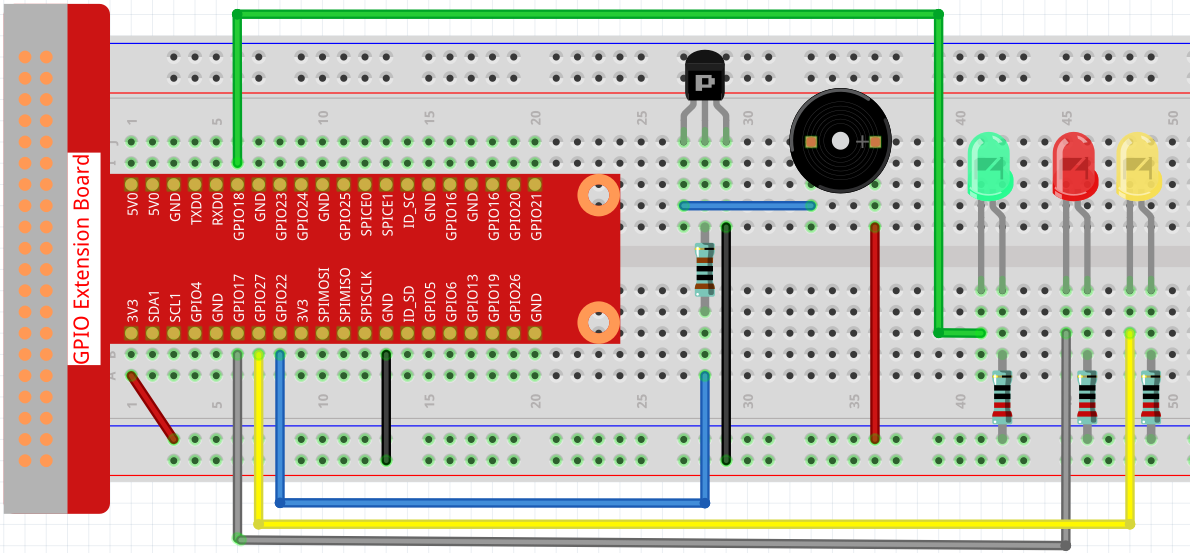 1 5 10 15 20 25 30 35 40 45 50
J
I
GPIO Extension Board
5V0 5V0 GND TXD0 RXD0 GPIO18 GND GPIO23 GPIO24 GND GPIO25 SPICE0 SPICE1 ID_SC GND GPIO16 GND GPIO16 GPIO20 GPIO21
3V3 SDA1 SCL1 GPIO4 GND GPIO17 GPIO27 GPIO22 3V3 SPIMOSI SPIMISO SPISCLK GND ID_SD GPIO5 GPIO6 GPIO13 GPIO19 GPIO26 GND
P
+
B
A
1 5 10 15 20 25 30 35 40 45 50